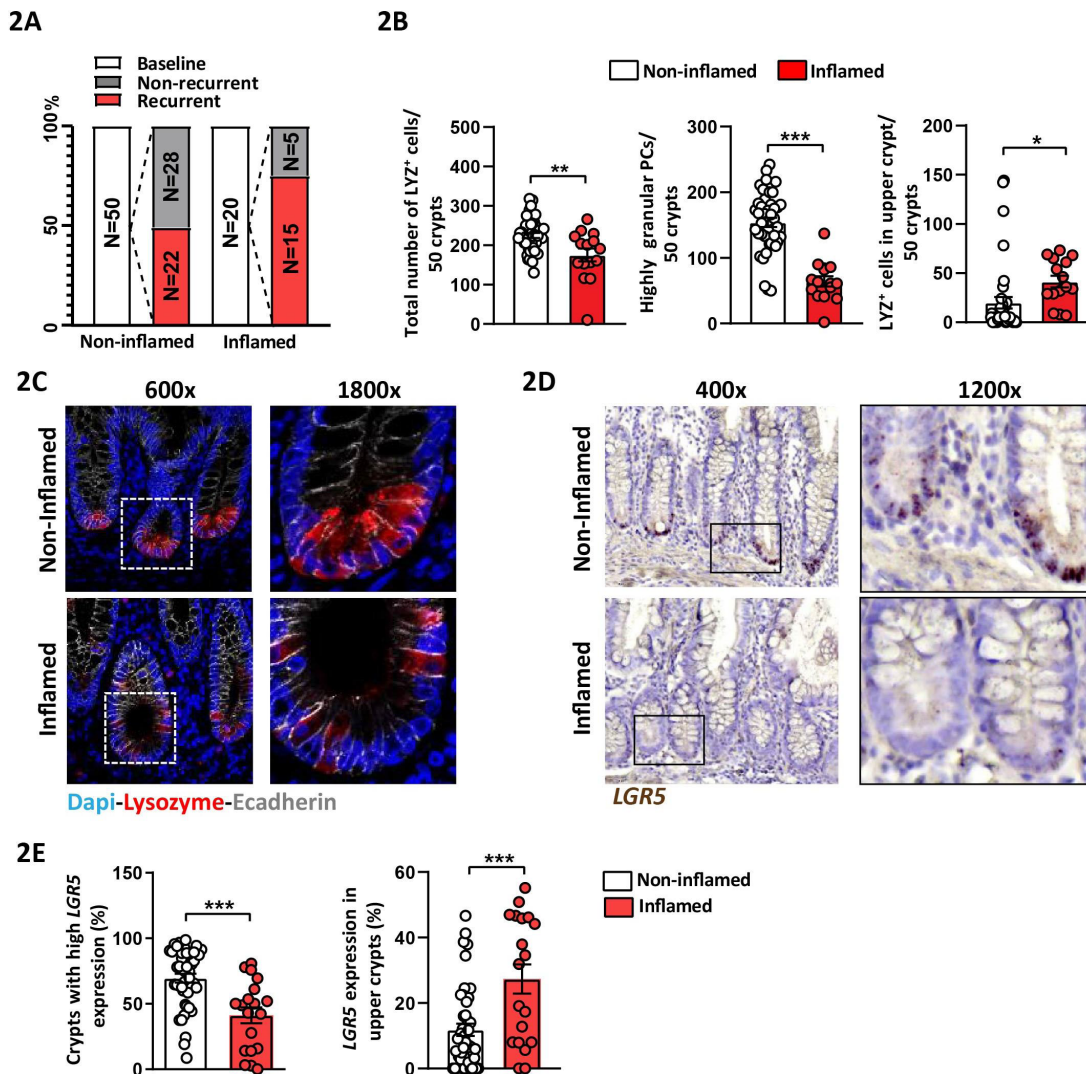 2A
Baseline
Non-recurrent
Recurrent
100%
50
0
N=50
N=28
N=22
N=20
N=5
N=15
Non-inflamed
Inflamed
2B
Non-inflamed
Inflamed
Total number of LYZ⁺ cells/
50 crypts
500
400
300
200
100
0
**
Highly granular PCs/
50 crypts
300
200
100
0
***
LYZ⁺ cells in upper crypt/
50 crypts
200
150
100
50
0
*
2C
600x
1800x
Non-Inflamed
Inflamed
Dapi-Lysozyme-Ecadherin
2D
400x
1200x
Non-Inflamed
Inflamed
LGR5
2E
Crypts with high LGR5
expression (%)
150
100
50
0
***
LGR5 expression in
upper crypts (%)
60
40
20
0
***
Non-inflamed
Inflamed